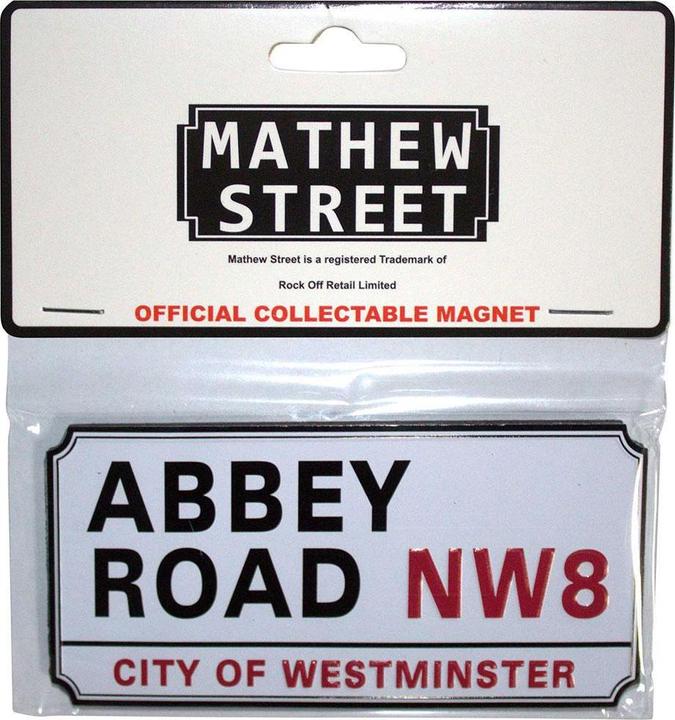 MATHEW
STREET
Mathew Street is a registered Trademark of
Rock Off Retail Limited
OFFICIAL COLLECTABLE MAGNET
ABBEY
ROAD NW8
CITY OF WESTMINSTER